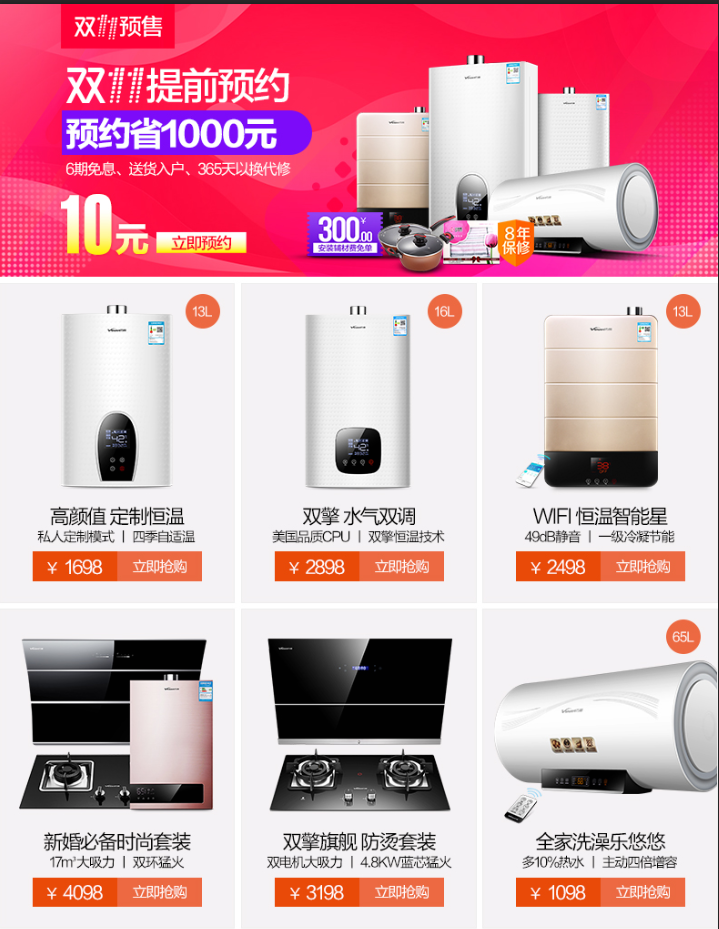 双11预售
双11提前预约
预约省1000元
6期免息、送货入户、365天以换代修
10元 立即预约
300.00¥
安装辅材费免单
8年
保修
13L
16L
13L
高颜值 定制恒温
私人定制模式 | 四季自适温
¥ 1698 立即抢购
双擎 水气双调
美国品质CPU | 双擎恒温技术
¥ 2898 立即抢购
WIFI 恒温智能星
49dB静音 | 一级冷凝节能
¥ 2498 立即抢购
65L
新婚必备时尚套装
17m³大吸力 | 双环猛火
¥ 4098 立即抢购
双擎旗舰 防烫套装
双电机大吸力 | 4.8KW蓝芯猛火
¥ 3198 立即抢购
全家洗澡乐悠悠
多10%热水 | 主动四倍增容
¥ 1098 立即抢购